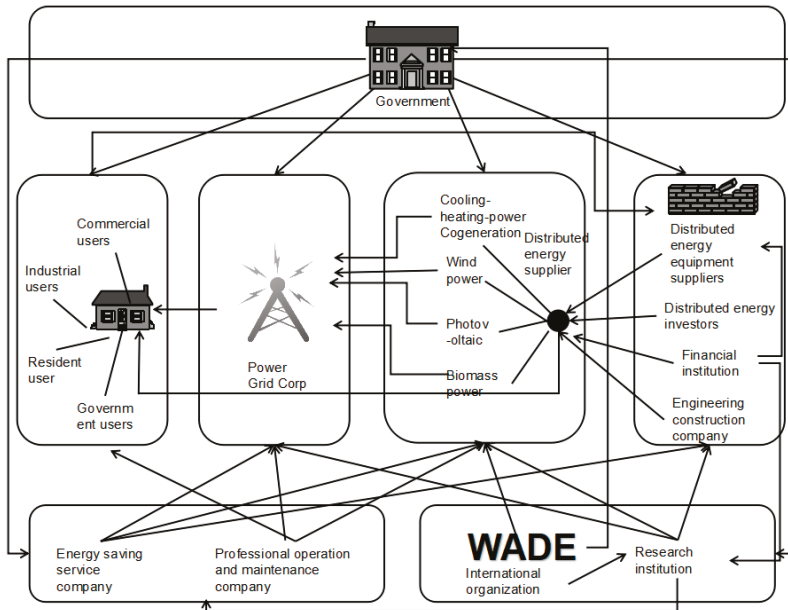 Government
Commercial
users
Industrial
users
Resident
user
Governm
ent users
Power
Grid Corp
Cooling-
heating-power
Cogeneration
Distributed
energy
supplier
Wind
power
Photov
-oltaic
Biomass
power
Distributed
energy
equipment
suppliers
Distributed energy
investors
Financial
institution
Engineering
construction
company
Energy saving
service
company
Professional operation
and maintenance
company
WADE
International
organization
Research
institution